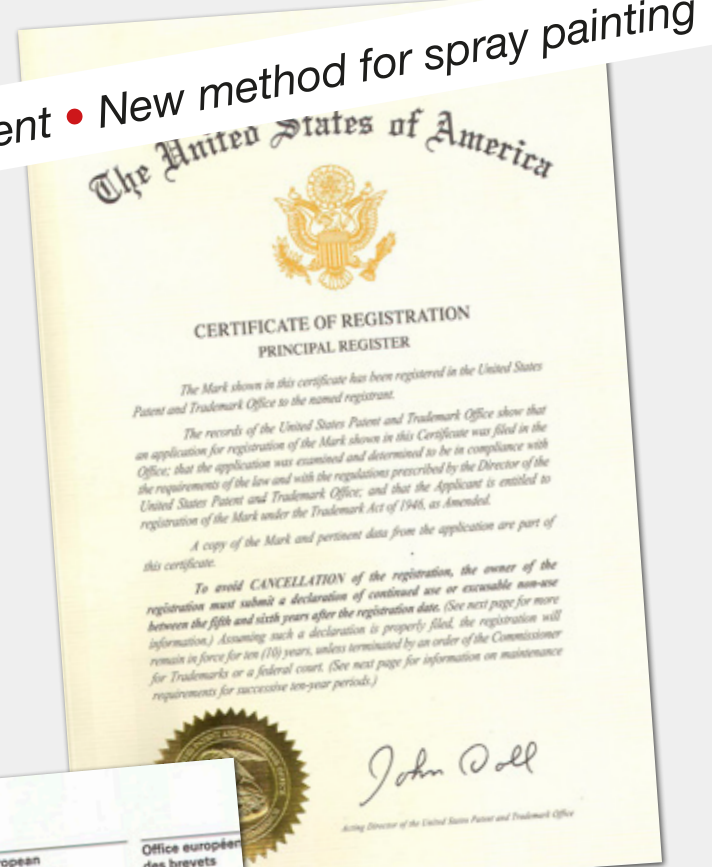 ent • New method for spray painting
The United States of America
CERTIFICATE OF REGISTRATION
PRINCIPAL REGISTER
The Mark shown in this certificate has been registered in the United States
Patent and Trademark Office to the named registrant.
The records of the United States Patent and Trademark Office show that
an application for registration of the Mark shown in this Certificate was filed in the
Office; that the application was examined and determined to be in compliance with
the requirements of the law and with the regulations prescribed by the Director of the
United States Patent and Trademark Office; and that the Applicant is entitled to
registration of the Mark under the Trademark Act of 1946, as Amended.
A copy of the Mark and pertinent data from the application are part of
this certificate.
To avoid CANCELLATION of the registration, the owner of the
registration must submit a declaration of continued use or excusable non-use
between the fifth and sixth years after the registration date. (See next page for more
information.) Assuming such a declaration is properly filed, the registration will
remain in force for ten (10) years, unless terminated by an order of the Commissioner
for Trademarks or a federal court. (See next page for information on maintenance
requirements for successive ten-year periods.)
John Doll
Acting Director of the United States Patent and Trademark Office
opean
Office européen
des brevets